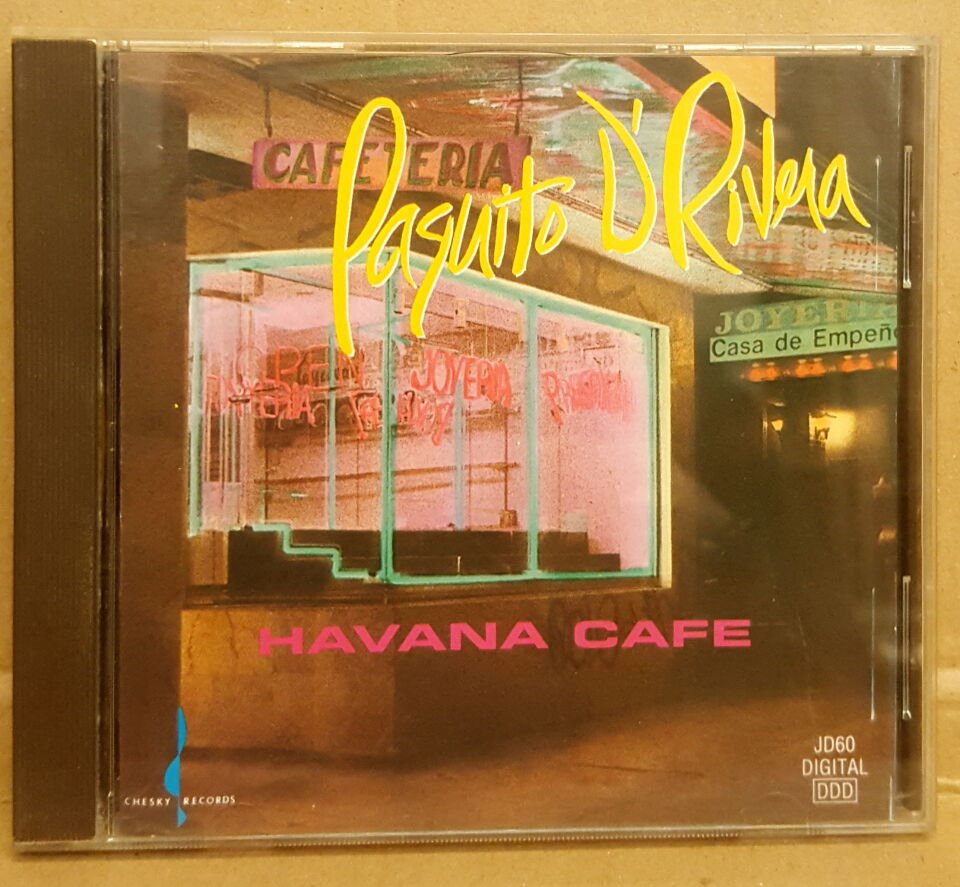 CAFETERIA
Paquito D'Rivera
JOYERIA
Casa de Empeño
JOYERIA
HAVANA CAFE
JD60
DIGITAL
DDD
CHESKY RECORDS